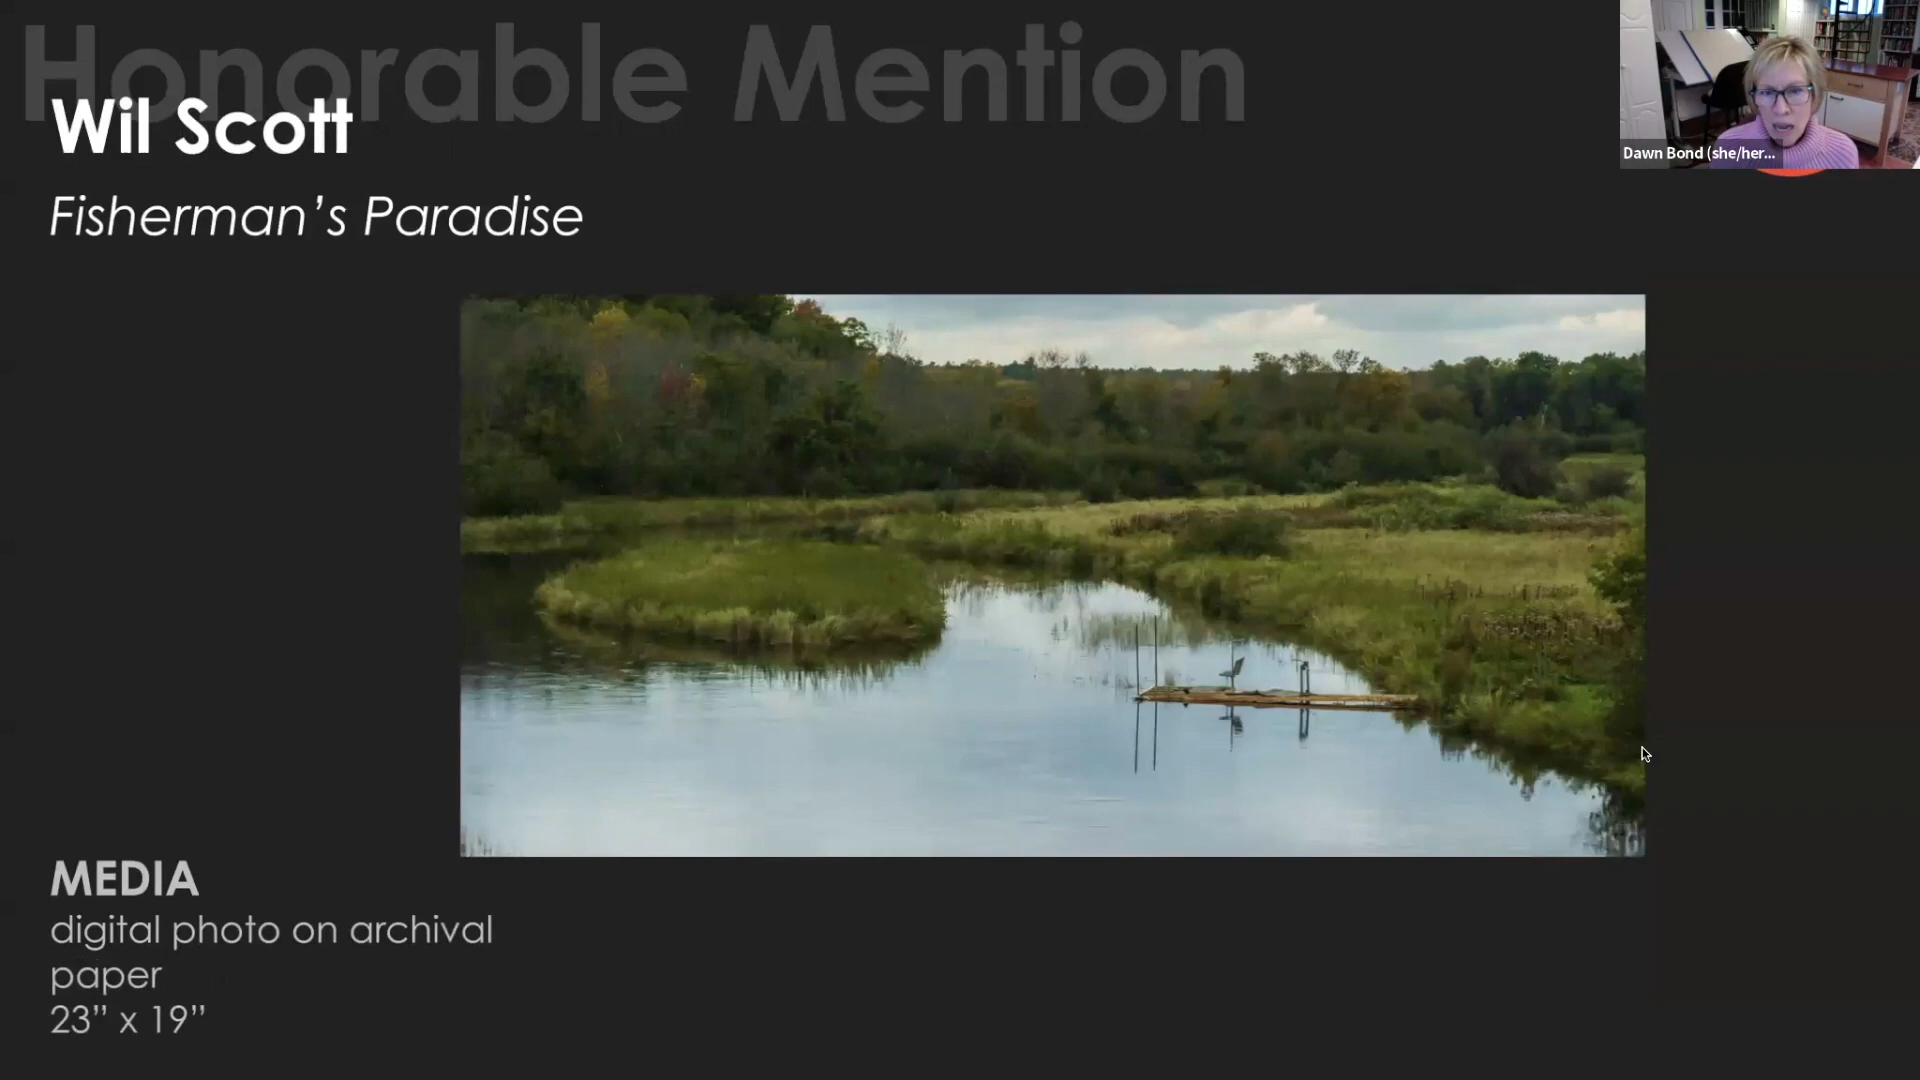 Honorable Mention
Wil Scott
Fisherman’s Paradise
Dawn Bond (she/her...
MEDIA
digital photo on archival
paper
23” x 19”